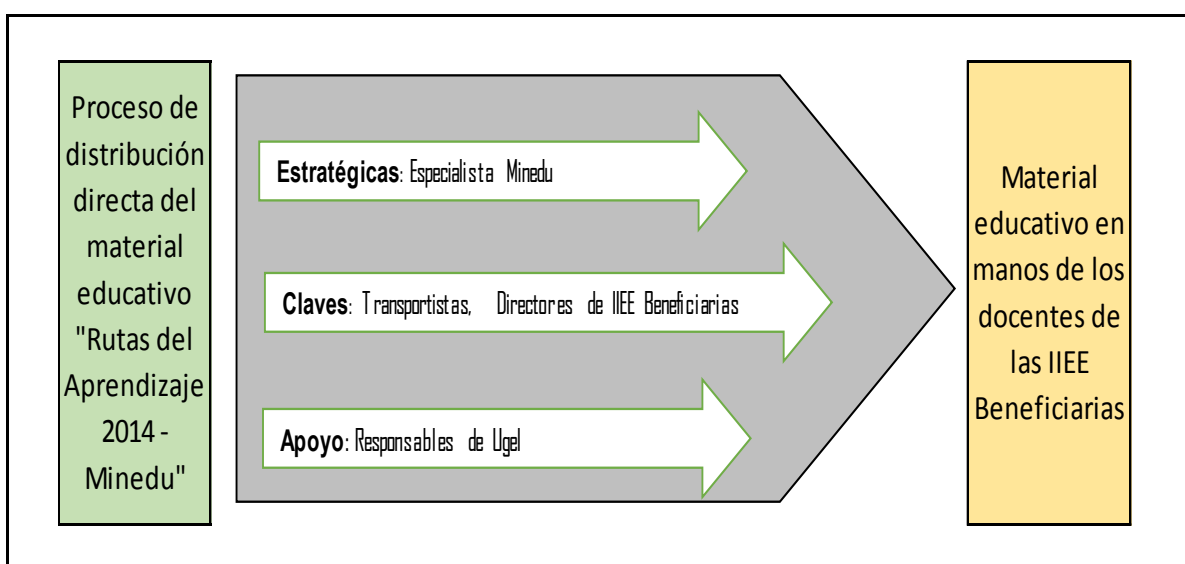 Proceso de
distribución
directa del
material
educativo
"Rutas del
Aprendizaje
2014 -
Minedu"
Estratégicas: Especialista Minedu
Claves: Transportistas, Directores de IIEE Beneficiarias
Apoyo: Responsables de Ugel
Material
educativo en
manos de los
docentes de
las IIEE
Beneficiarias